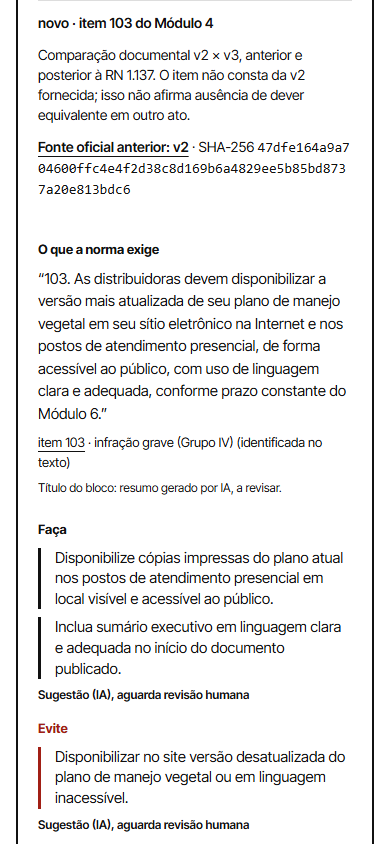 novo · item 103 do Módulo 4
Comparação documental v2 × v3, anterior e
posterior à RN 1.137. O item não consta da v2
fornecida; isso não afirma ausência de dever
equivalente em outro ato.
Fonte oficial anterior: v2 · SHA-256 47dfe164a9a7
04600ffc4e4f2d38c8d169b6a4829ee5b85bd873
7a20e813bdc6
O que a norma exige
“103. As distribuidoras devem disponibilizar a
versão mais atualizada de seu plano de manejo
vegetal em seu sítio eletrônico na Internet e nos
postos de atendimento presencial, de forma
acessível ao público, com uso de linguagem
clara e adequada, conforme prazo constante do
Módulo 6.”
item 103 · infração grave (Grupo IV) (identificada no
texto)
Título do bloco: resumo gerado por IA, a revisar.
Faça
Disponibilize cópias impressas do plano atual
nos postos de atendimento presencial em
local visível e acessível ao público.
Inclua sumário executivo em linguagem clara
e adequada no início do documento
publicado.
Sugestão (IA), aguarda revisão humana
Evite
Disponibilizar no site versão desatualizada do
plano de manejo vegetal ou em linguagem
inacessível.
Sugestão (IA), aguarda revisão humana